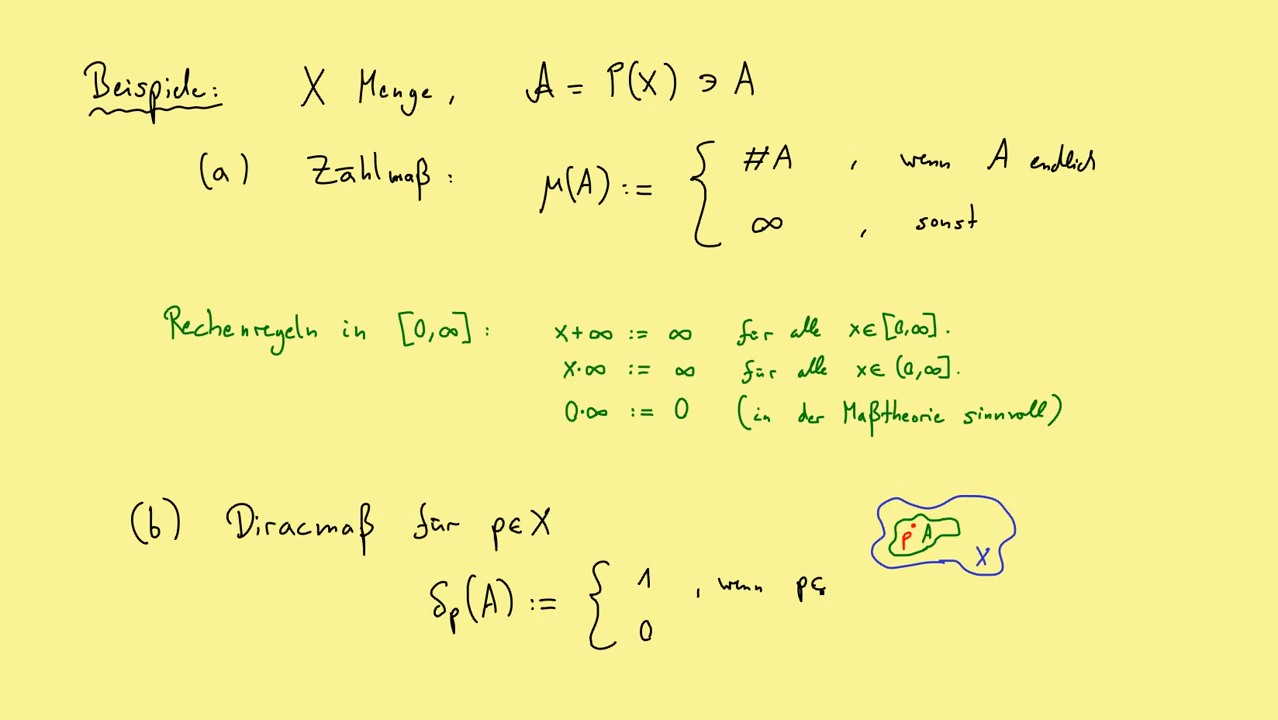 Beispiele: X Menge, 𝒜 = P(X) ∋ A
(a) Zählmaß: μ(A) := { #A , wenn A endlich
∞ , sonst
Rechenregeln in [0,∞]: x+∞ := ∞ für alle x∈[0,∞].
x·∞ := ∞ für alle x∈(0,∞].
0·∞ := 0 (in der Maßtheorie sinnvoll)
(b) Diracmaß für p∈X
p A
X
δₚ(A) := { 1 , wenn p∈
0